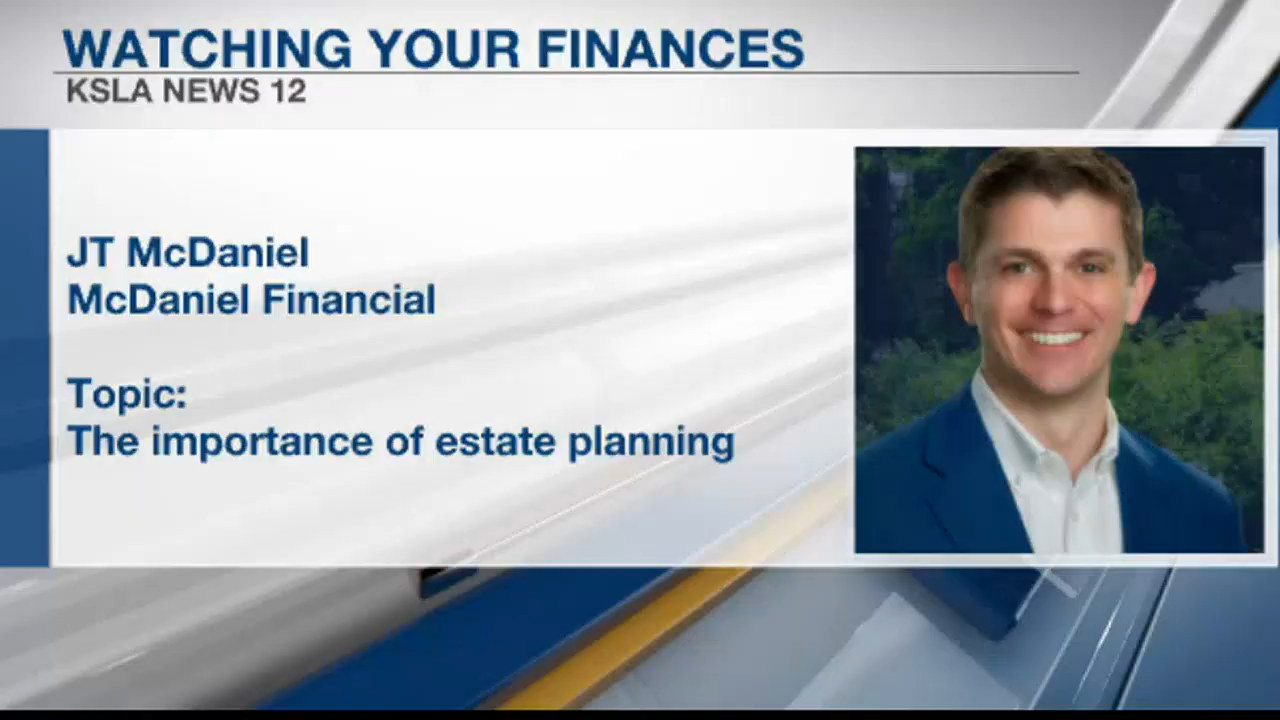 WATCHING YOUR FINANCES
KSLA NEWS 12
JT McDaniel
McDaniel Financial
Topic:
The importance of estate planning